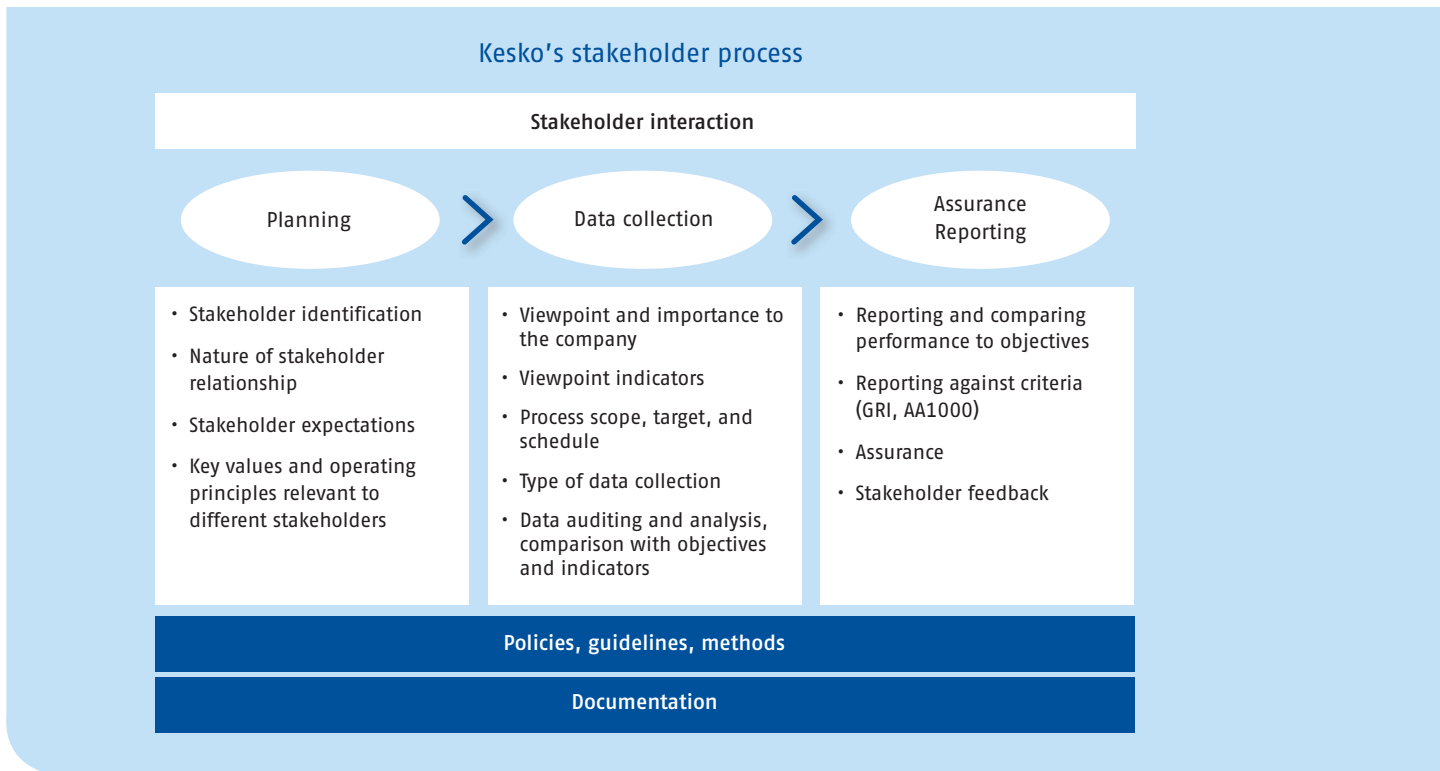 Kesko's stakeholder process
Stakeholder interaction
Planning
Data collection
Assurance
Reporting
• Stakeholder identification
• Nature of stakeholder
relationship
• Stakeholder expectations
• Key values and operating
principles relevant to
different stakeholders
• Viewpoint and importance to
the company
• Viewpoint indicators
• Process scope, target, and
schedule
• Type of data collection
• Data auditing and analysis,
comparison with objectives
and indicators
• Reporting and comparing
performance to objectives
• Reporting against criteria
(GRI, AA1000)
• Assurance
• Stakeholder feedback
Policies, guidelines, methods
Documentation